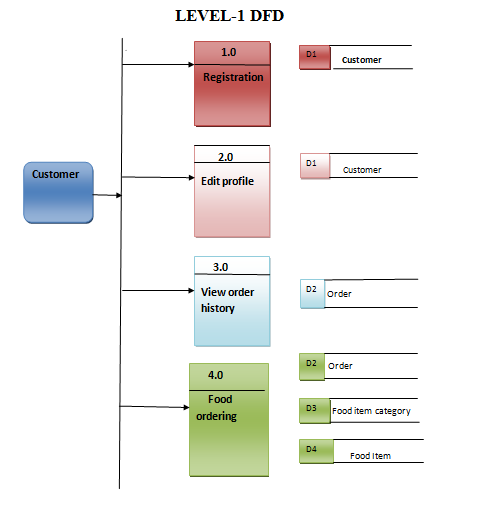 LEVEL-1 DFD
1.0
Registration
D1
Customer
Customer
2.0
Edit profile
D1
Customer
3.0
View order
history
D2
Order
4.0
Food
ordering
D2
Order
D3
Food item category
D4
Food Item